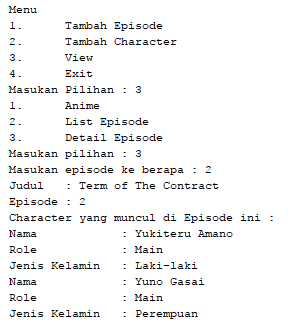 Menu
1. Tambah Episode
2. Tambah Character
3. View
4. Exit
Masukan Pilihan : 3
1. Anime
2. List Episode
3. Detail Episode
Masukan pilihan : 3
Masukan episode ke berapa : 2
Judul : Term of The Contract
Episode : 2
Character yang muncul di Episode ini :
Nama : Yukiteru Amano
Role : Main
Jenis Kelamin : Laki-laki
Nama : Yuno Gasai
Role : Main
Jenis Kelamin : Perempuan